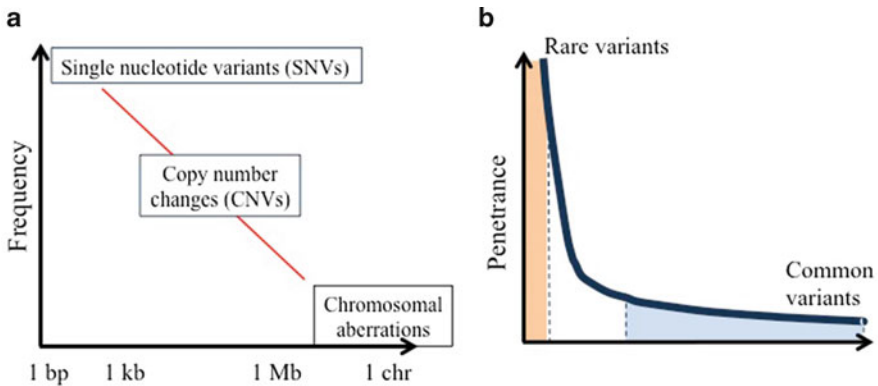 a
Single nucleotide variants (SNVs)
Copy number
changes (CNVs)
Chromosomal
aberrations
Frequency
1 bp
1 kb
1 Mb
1 chr
b
Rare variants
Penetrance
Common
variants